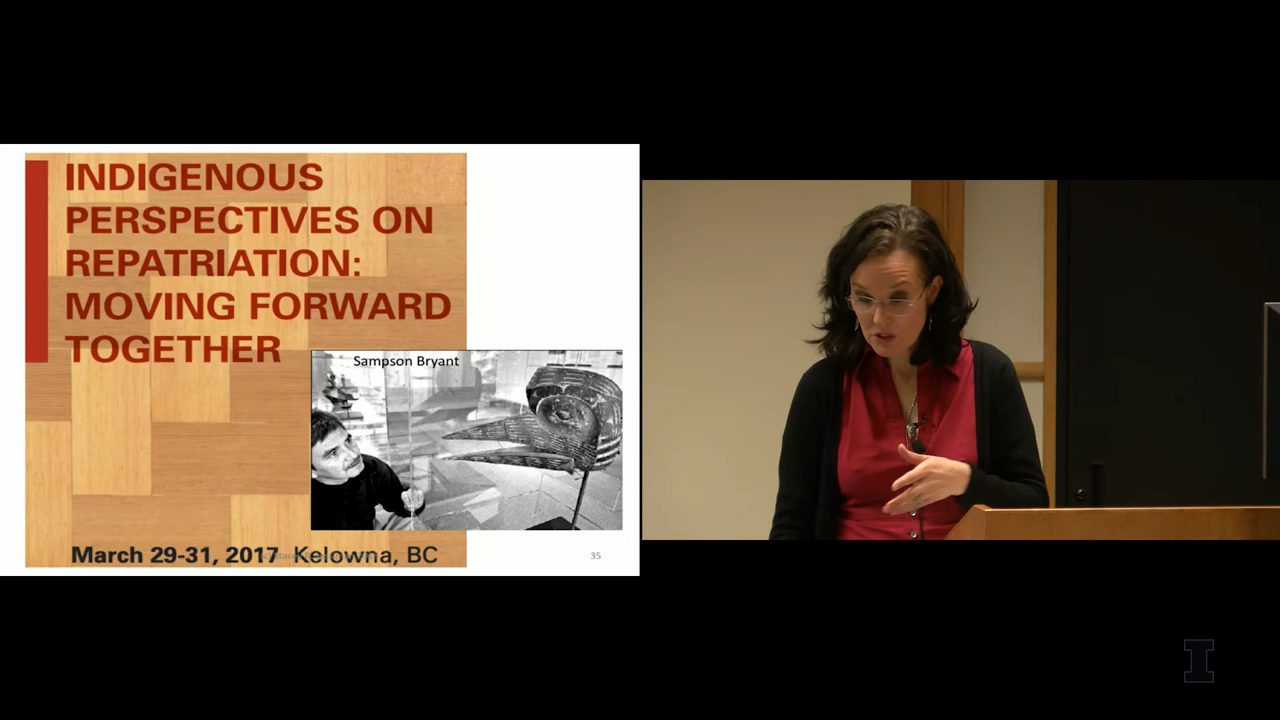 INDIGENOUS
PERSPECTIVES ON
REPATRIATION:
MOVING FORWARD
TOGETHER
Sampson Bryant
March 29-31, 2017 Kelowna, BC
35